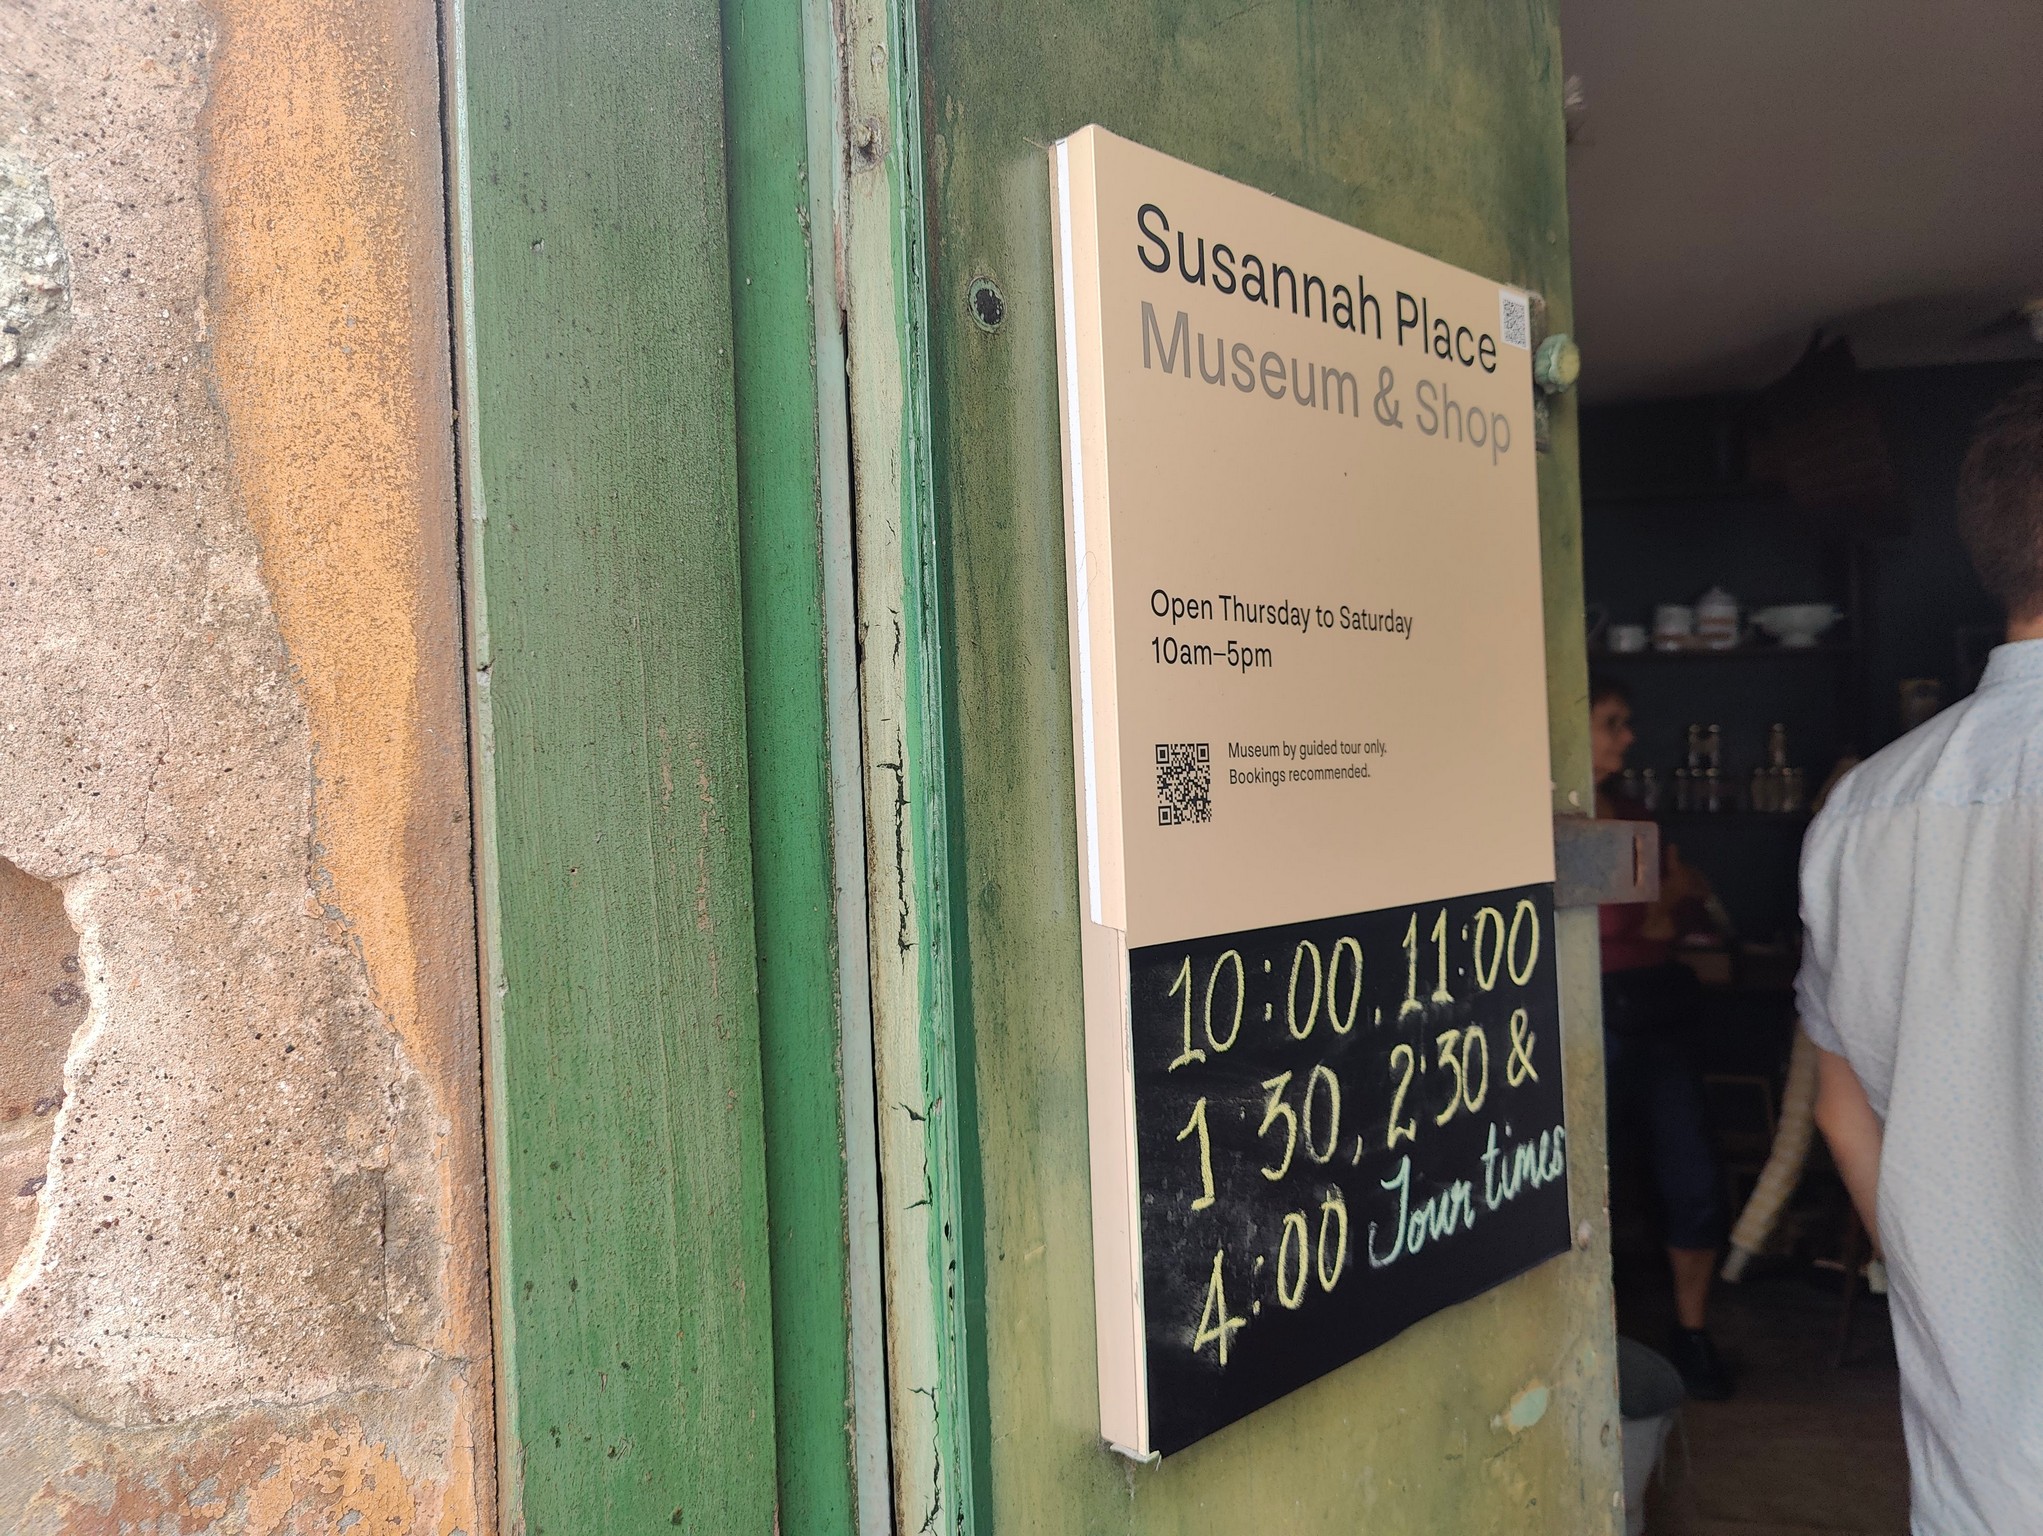 Susannah Place
Museum & Shop
Open Thursday to Saturday
10am–5pm
Museum by guided tour only.
Bookings recommended.
10:00, 11:00
1:30, 2:30 &
4:00 Tour times